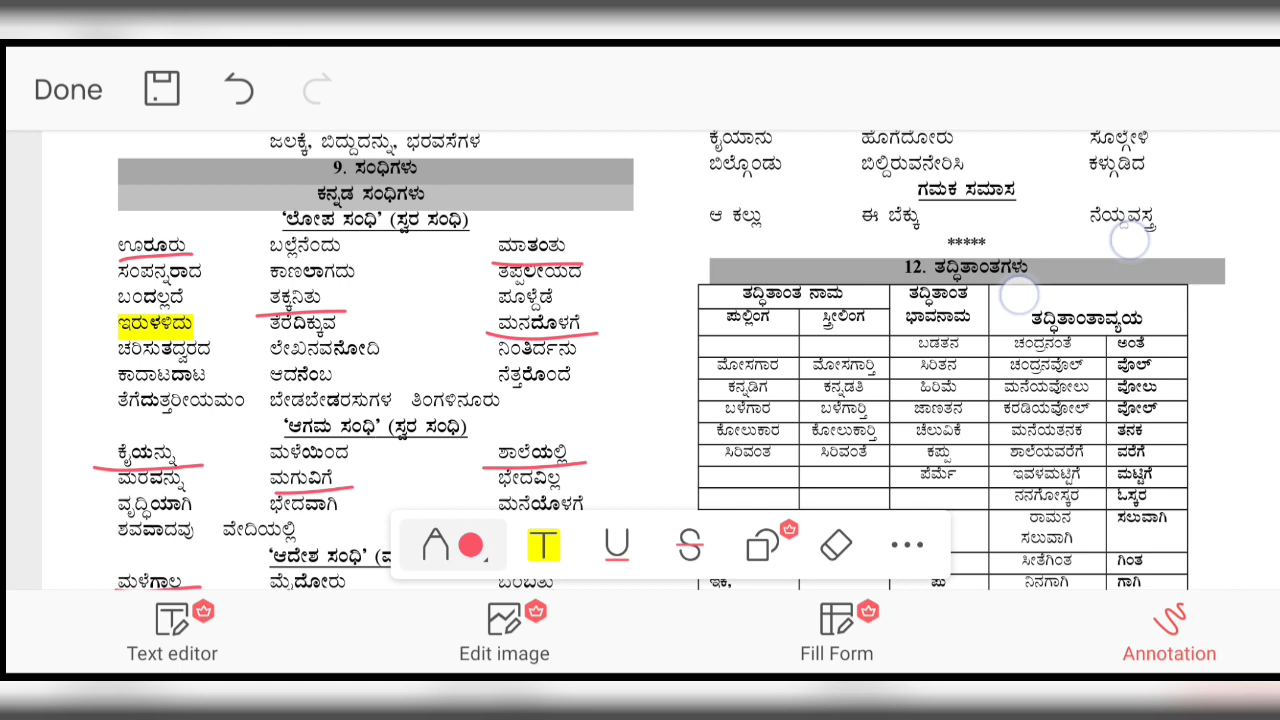 Done
ಜಲಕ್ಕೆ, ಬಿದ್ದುದನ್ನು, ಭರವಸೆಗಳ
9. ಸಂಧಿಗಳು
ಕನ್ನಡ ಸಂಧಿಗಳು
‘ಲೋಪ ಸಂಧಿ’ (ಸ್ವರ ಸಂಧಿ)
ಊರೂರು ಬಲ್ಲೆನೆಂದು ಮಾತಂತು
ಸಂಪನ್ನರಾದ ಕಾಣಲಾಗದು ತಪ್ಪಲೀಯದ
ಬಂದಲ್ಲದೆ ತಕ್ಕನಿತು ಪೂಳ್ದೆಡೆ
ಇರುಳಳಿದು ತೆರೆದಿಕ್ಕುವ ಮನದೊಳಗೆ
ಚರಿಸುತದ್ವರದ ಲೇಖನವನೋದಿ ನಿಂತಿರ್ದನು
ಕಾದಾಟದಾಟ ಆದನೆಂಬ ನೆತ್ತರೊಂದೆ
ತೆಗೆದುತ್ತರೀಯಮಂ ಬೇಡಬೇಡರಸುಗಳ ತಿಂಗಳಿನೂರು
‘ಆಗಮ ಸಂಧಿ’ (ಸ್ವರ ಸಂಧಿ)
ಕೈಯನ್ನು ಮಳೆಯಿಂದ ಶಾಲೆಯಲ್ಲಿ
ಮರವನ್ನು ಮಗುವಿಗೆ ಭೇದವಿಲ್ಲ
ವೃದ್ಧಿಯಾಗಿ ಭೇದವಾಗಿ ಮನೆಯೊಳಗೆ
ಶವವಾದವು ವೇದಿಯಲ್ಲಿ
‘ಆದೇಶ ಸಂಧಿ’
ಮಳೆಗಾಲ ಮೈದೋರು
ಕೈಯಾನು ಹೊಗೆದೋರು ಸೊಲ್ಗೇಳಿ
ಬಿಲ್ಗೊಂಡು ಬಿಲ್ದಿರುವನೇರಿಸಿ ಕಳ್ಗುಡಿದ
ಗಮಕ ಸಮಾಸ
ಆ ಕಲ್ಲು ಈ ಬೆಕ್ಕು ನೆಯ್ದವಸ್ತ್ರ
*****
12. ತದ್ಧಿತಾಂತಗಳು
ತದ್ಧಿತಾಂತ ನಾಮ ತದ್ಧಿತಾಂತ ಭಾವನಾಮ ತದ್ಧಿತಾಂತಾವ್ಯಯ
ಪುಲ್ಲಿಂಗ ಸ್ತ್ರೀಲಿಂಗ
ಬಡತನ ಚಂದ್ರನಂತೆ ಅಂತೆ
ಮೋಸಗಾರ ಮೋಸಗಾರ್ತಿ ಸಿರಿತನ ಚಂದ್ರನವೊಲ್ ವೊಲ್
ಕನ್ನಡಿಗ ಕನ್ನಡತಿ ಹಿರಿಮೆ ಮನೆಯವೋಲು ವೋಲು
ಬಳೆಗಾರ ಬಳೆಗಾರ್ತಿ ಜಾಣತನ ಕರಡಿಯವೋಲ್ ವೋಲ್
ಕೋಲುಕಾರ ಕೋಲುಕಾರ್ತಿ ಚೆಲುವಿಕೆ ಮನೆಯತನಕ ತನಕ
ಸಿರಿವಂತ ಸಿರಿವಂತೆ ಕಪ್ಪು ಶಾಲೆಯವರೆಗೆ ವರೆಗೆ
ಪೆರ್ಮೆ ಇವಳಮಟ್ಟಿಗೆ ಮಟ್ಟಿಗೆ
ನನಗೋಸ್ಕರ ಓಸ್ಕರ
ರಾಮನ ಸಲುವಾಗಿ
ಸಲುವಾಗಿ
ಸೀತೆಗಿಂತ ಗಿಂತ
ನಿನಗಾಗಿ ಗಾಗಿ
Text editor Edit image Fill Form Annotation